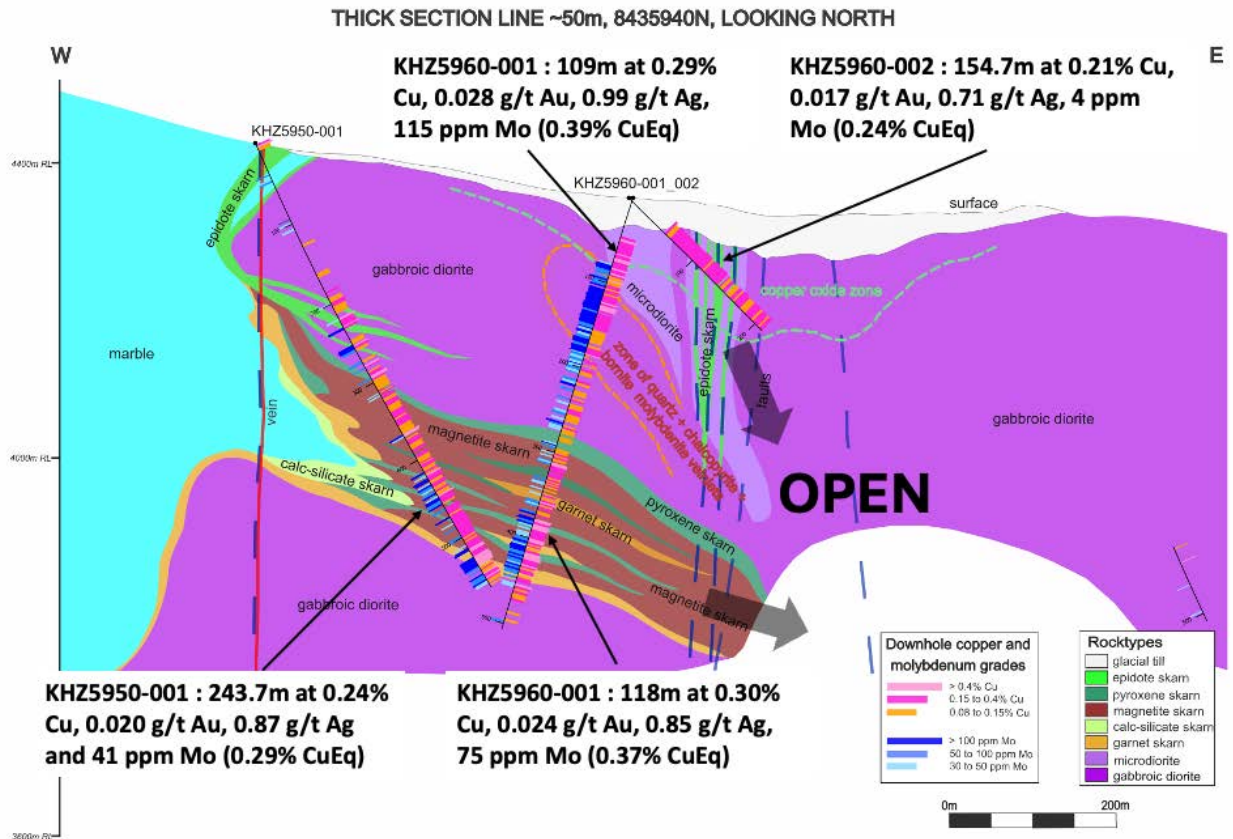 THICK SECTION LINE ~50m, 8435940N, LOOKING NORTH
W
E
KHZ5960-001 : 109m at 0.29%
Cu, 0.028 g/t Au, 0.99 g/t Ag,
115 ppm Mo (0.39% CuEq)
KHZ5960-002 : 154.7m at 0.21% Cu,
0.017 g/t Au, 0.71 g/t Ag, 4 ppm
Mo (0.24% CuEq)
KHZ5950-001
4400m RL
KHZ5960-001_002
surface
epidote skarn
gabbroic diorite
microdiorite
copper oxide zone
marble
vein
zone of quartz + chalcopyrite +
bornite molybdenite veinlets
epidote skarn
faults
gabbroic diorite
magnetite skarn
4000m RL
calc-silicate skarn
OPEN
garnet skarn
pyroxene skarn
magnetite skarn
gabbroic diorite
KHZ5950-001 : 243.7m at 0.24%
Cu, 0.020 g/t Au, 0.87 g/t Ag
and 41 ppm Mo (0.29% CuEq)
KHZ5960-001 : 118m at 0.30%
Cu, 0.024 g/t Au, 0.85 g/t Ag,
75 ppm Mo (0.37% CuEq)
Downhole copper and
molybdenum grades
> 0.4% Cu
0.15 to 0.4% Cu
0.08 to 0.15% Cu
> 100 ppm Mo
50 to 100 ppm Mo
30 to 50 ppm Mo
Rocktypes
glacial till
epidote skarn
pyroxene skarn
magnetite skarn
calc-silicate skarn
garnet skarn
microdiorite
gabbroic diorite
0m
200m
3600m RL